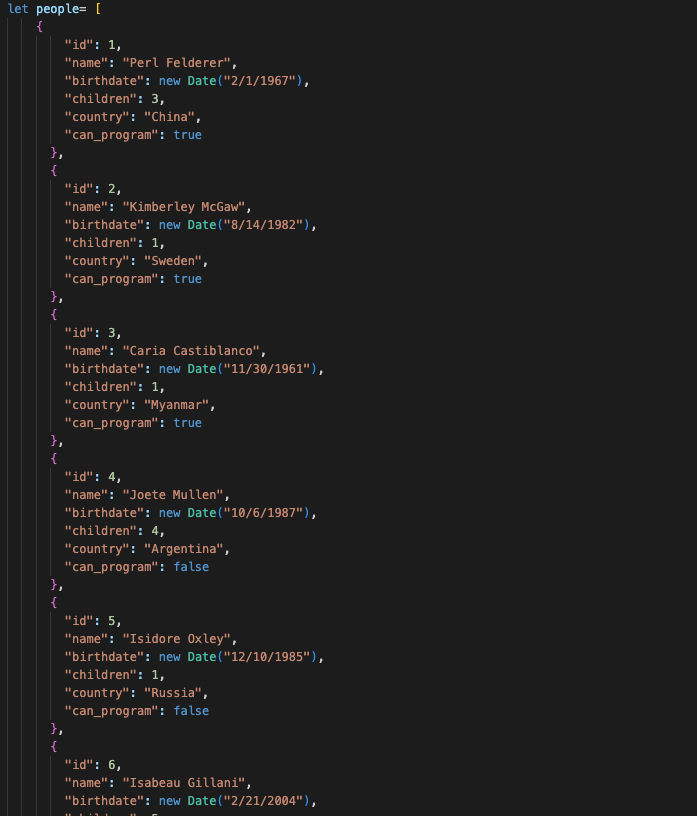 let people= [
{
"id": 1,
"name": "Perl Felderer",
"birthdate": new Date("2/1/1967"),
"children": 3,
"country": "China",
"can_program": true
},
{
"id": 2,
"name": "Kimberley McGaw",
"birthdate": new Date("8/14/1982"),
"children": 1,
"country": "Sweden",
"can_program": true
},
{
"id": 3,
"name": "Caria Castiblanco",
"birthdate": new Date("11/30/1961"),
"children": 1,
"country": "Myanmar",
"can_program": true
},
{
"id": 4,
"name": "Joete Mullen",
"birthdate": new Date("10/6/1987"),
"children": 4,
"country": "Argentina",
"can_program": false
},
{
"id": 5,
"name": "Isidore Oxley",
"birthdate": new Date("12/10/1985"),
"children": 1,
"country": "Russia",
"can_program": false
},
{
"id": 6,
"name": "Isabeau Gillani",
"birthdate": new Date("2/21/2004"),